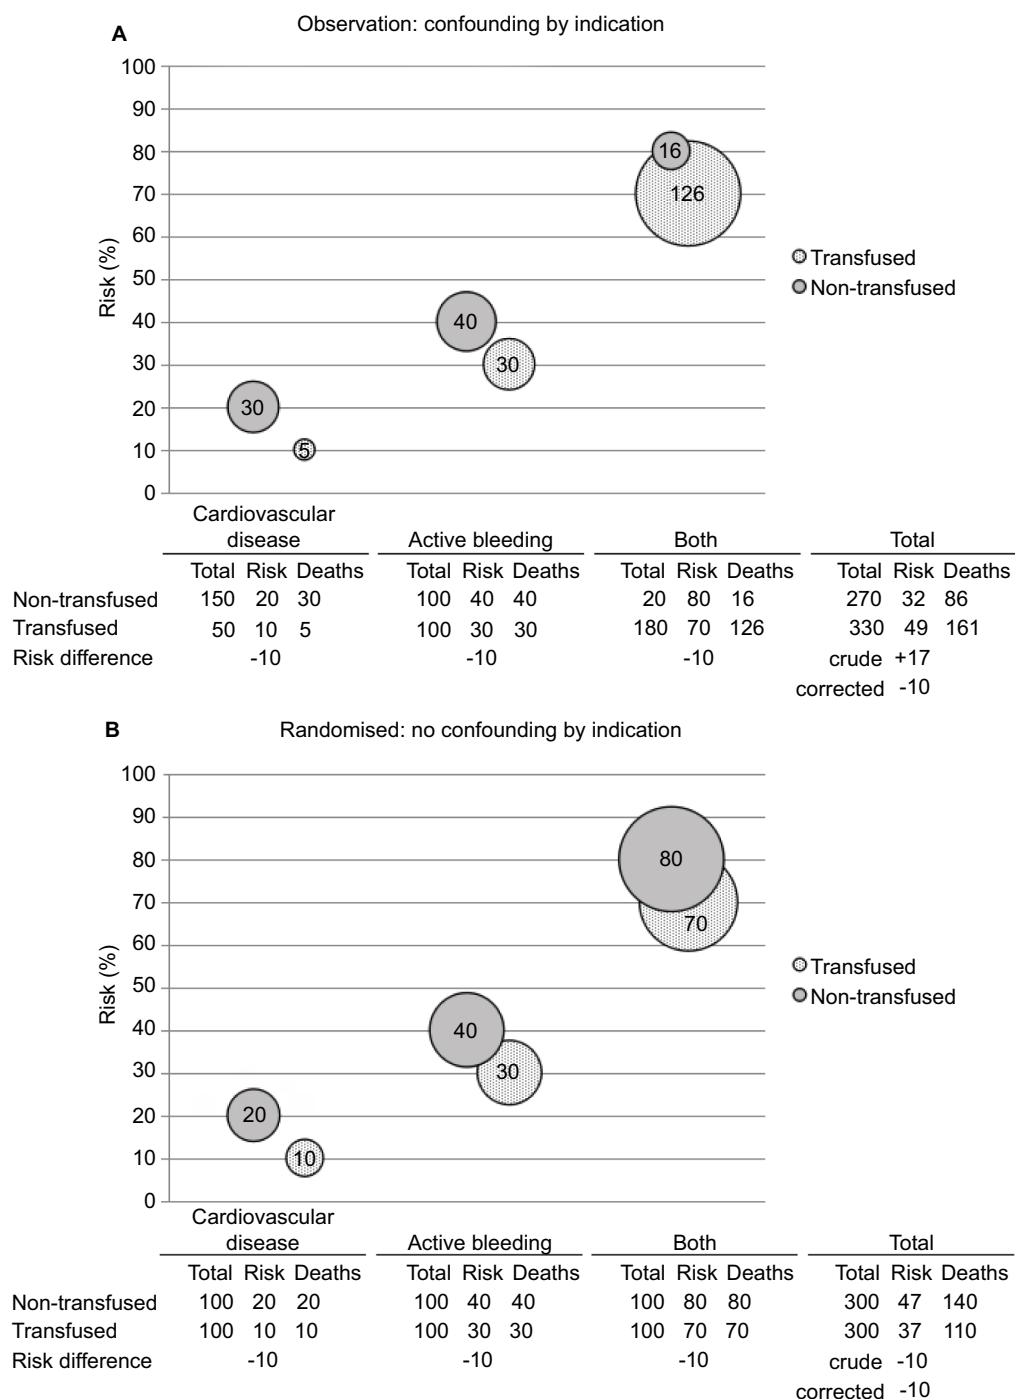 A
Observation: confounding by indication
100
90
80
70
60
50
40
30
20
10
0
Risk (%)
16
126
40
30
30
5
Transfused
Non-transfused
Cardiovascular
disease Active bleeding Both Total
Total Risk Deaths Total Risk Deaths Total Risk Deaths Total Risk Deaths
Non-transfused 150 20 30 100 40 40 20 80 16 270 32 86
Transfused 50 10 5 100 30 30 180 70 126 330 49 161
Risk difference -10 -10 -10 crude +17
corrected -10
B
Randomised: no confounding by indication
100
90
80
70
60
50
40
30
20
10
0
Risk (%)
80
70
40
30
20
10
Transfused
Non-transfused
Cardiovascular
disease Active bleeding Both Total
Total Risk Deaths Total Risk Deaths Total Risk Deaths Total Risk Deaths
Non-transfused 100 20 20 100 40 40 100 80 80 300 47 140
Transfused 100 10 10 100 30 30 100 70 70 300 37 110
Risk difference -10 -10 -10 crude -10
corrected -10